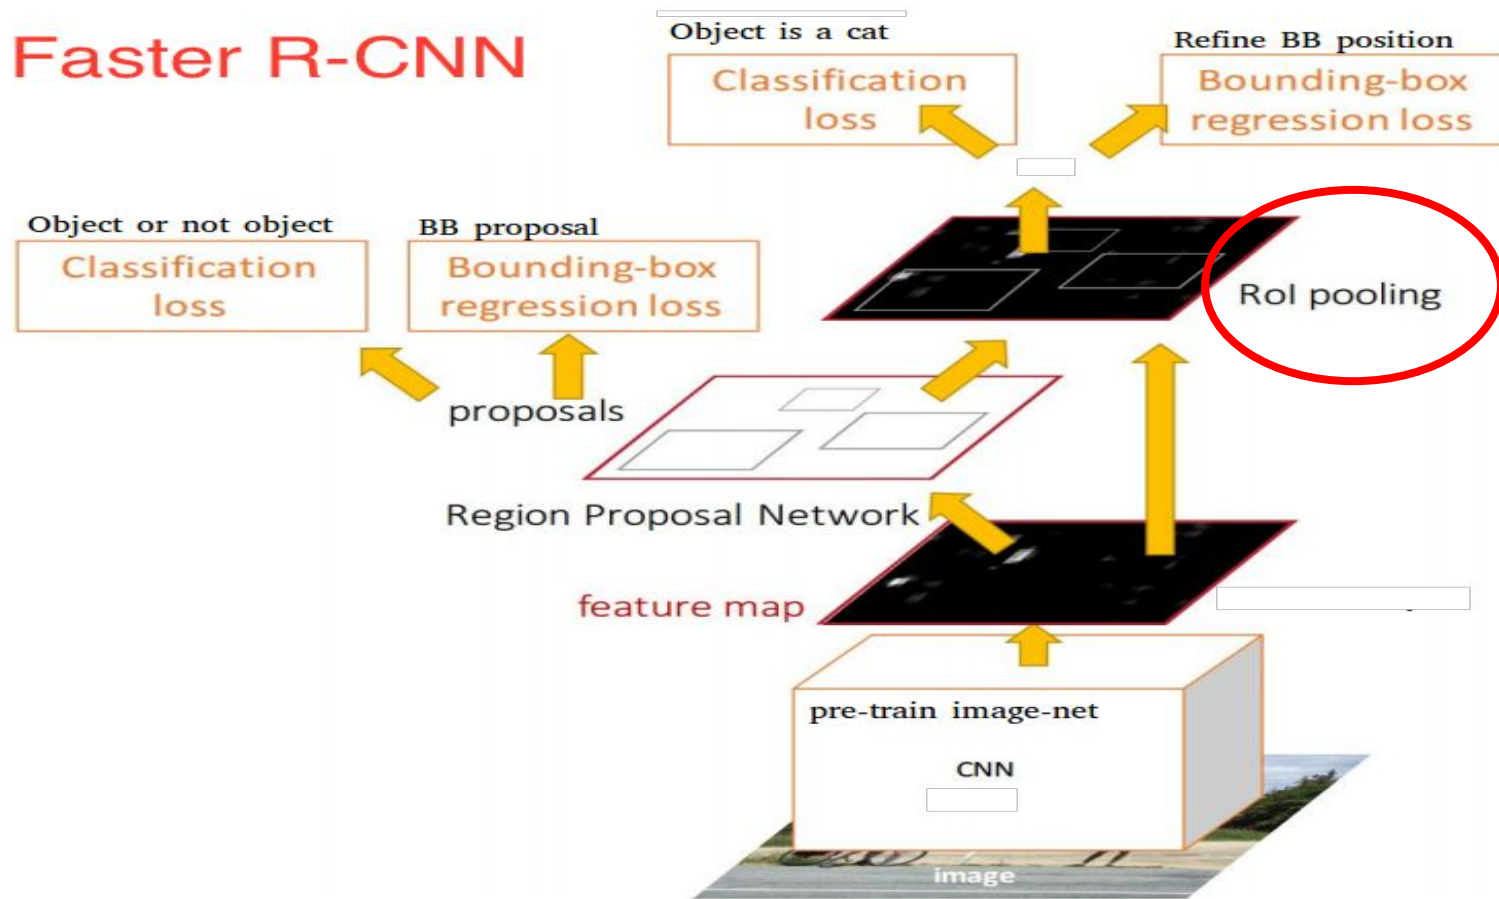 Faster R-CNN
Object is a cat
Classification
loss
Refine BB position
Bounding-box
regression loss
Object or not object
Classification
loss
BB proposal
Bounding-box
regression loss
RoI pooling
proposals
Region Proposal Network
feature map
pre-train image-net
CNN
image